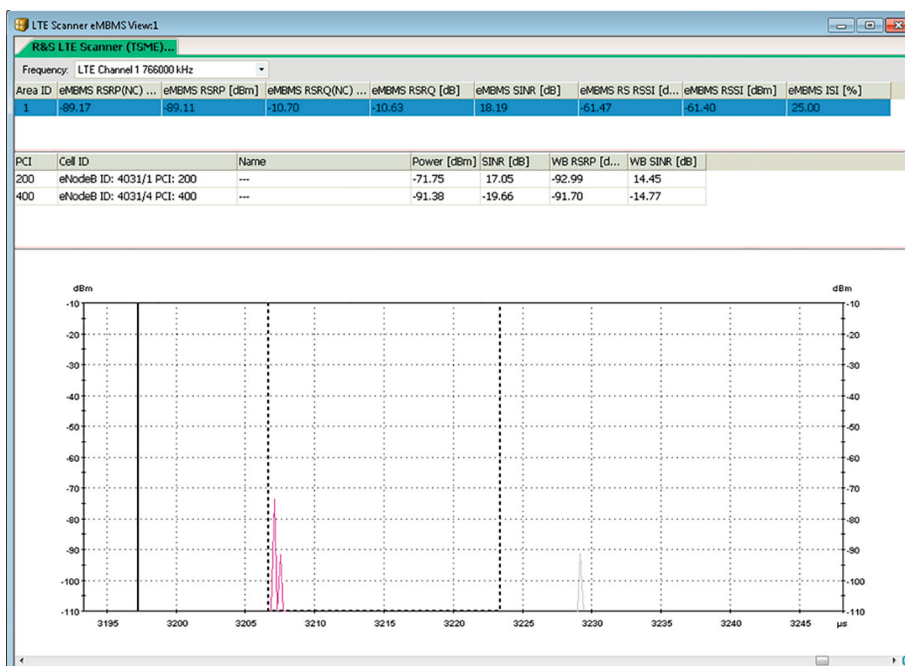 LTE Scanner eMBMS View:1
R&S LTE Scanner (TSME)...
Frequency: LTE Channel 1 766000 kHz
Area ID eMBMS RSRP(NC) ... eMBMS RSRP [dBm] eMBMS RSRQ(NC) ... eMBMS RSRQ [dB] eMBMS SINR [dB] eMBMS RS RSSI [d... eMBMS RSSI [dBm] eMBMS ISI [%]
1 -89.17 -89.11 -10.70 -10.63 18.19 -61.47 -61.40 25.00
PCI Cell ID Name Power [dBm] SINR [dB] WB RSRP [d... WB SINR [dB]
200 eNodeB ID: 4031/1 PCI: 200 --- -71.75 17.05 -92.99 14.45
400 eNodeB ID: 4031/4 PCI: 400 --- -91.38 -19.66 -91.70 -14.77
dBm dBm
-10 -10
-20 -20
-30 -30
-40 -40
-50 -50
-60 -60
-70 -70
-80 -80
-90 -90
-100 -100
-110 -110
3195 3200 3205 3210 3215 3220 3225 3230 3235 3240 3245 µs